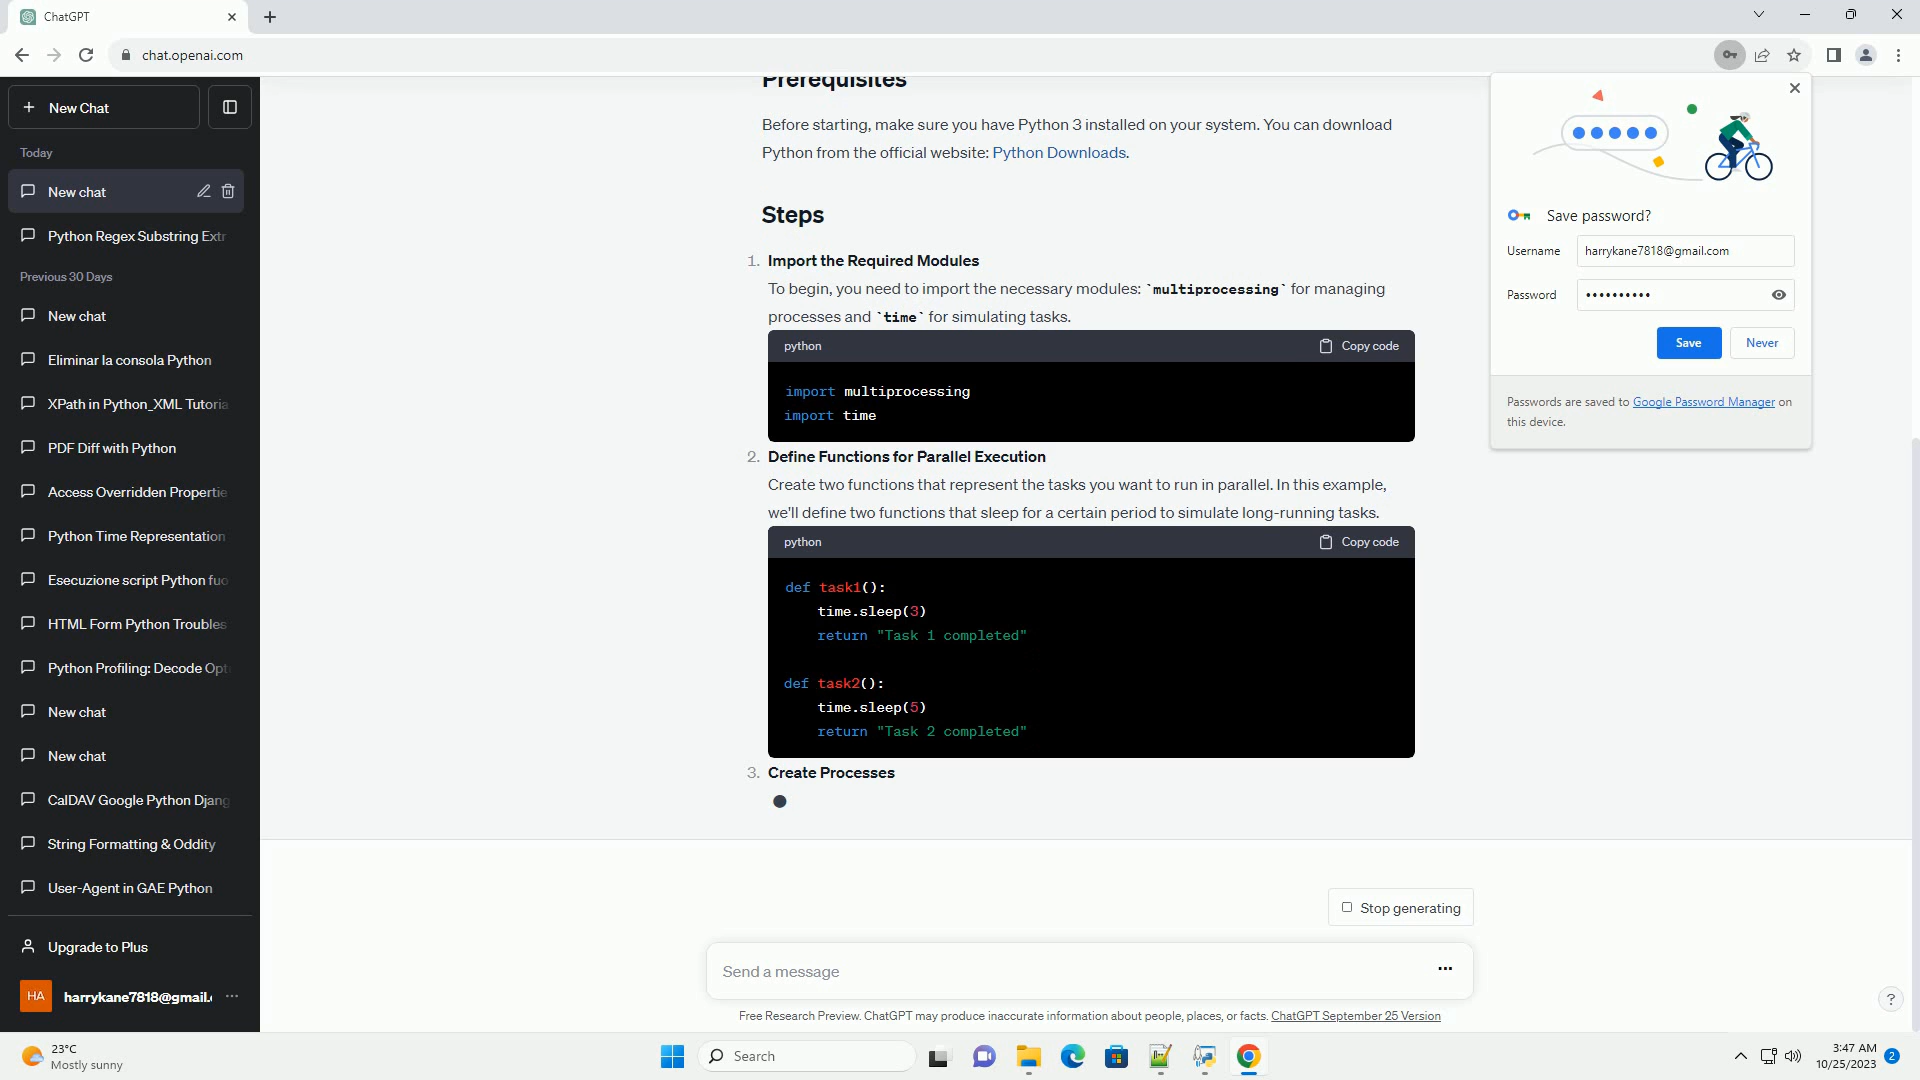 ChatGPT
chat.openai.com
New Chat
Today
New chat
Python Regex Substring Extr
Previous 30 Days
New chat
Eliminar la consola Python
XPath in Python_XML Tutoria
PDF Diff with Python
Access Overridden Propertie
Python Time Representation
Esecuzione script Python fuo
HTML Form Python Troubles
Python Profiling: Decode Opt
New chat
New chat
CalDAV Google Python Djang
String Formatting & Oddity
User-Agent in GAE Python
Upgrade to Plus
HA harrykane7818@gmail.
Prerequisites
Before starting, make sure you have Python 3 installed on your system. You can download
Python from the official website: Python Downloads.
Steps
1. Import the Required Modules
To begin, you need to import the necessary modules: `multiprocessing` for managing
processes and `time` for simulating tasks.
python Copy code
import multiprocessing
import time
2. Define Functions for Parallel Execution
Create two functions that represent the tasks you want to run in parallel. In this example,
we'll define two functions that sleep for a certain period to simulate long-running tasks.
python Copy code
def task1():
time.sleep(3)
return "Task 1 completed"
def task2():
time.sleep(5)
return "Task 2 completed"
3. Create Processes
Stop generating
Send a message
Free Research Preview. ChatGPT may produce inaccurate information about people, places, or facts. ChatGPT September 25 Version
?
Save password?
Username harrykane7818@gmail.com
Password ••••••••••
Save Never
Passwords are saved to Google Password Manager on
this device.
23°C
Mostly sunny
Search
3:47 AM
10/25/2023
2